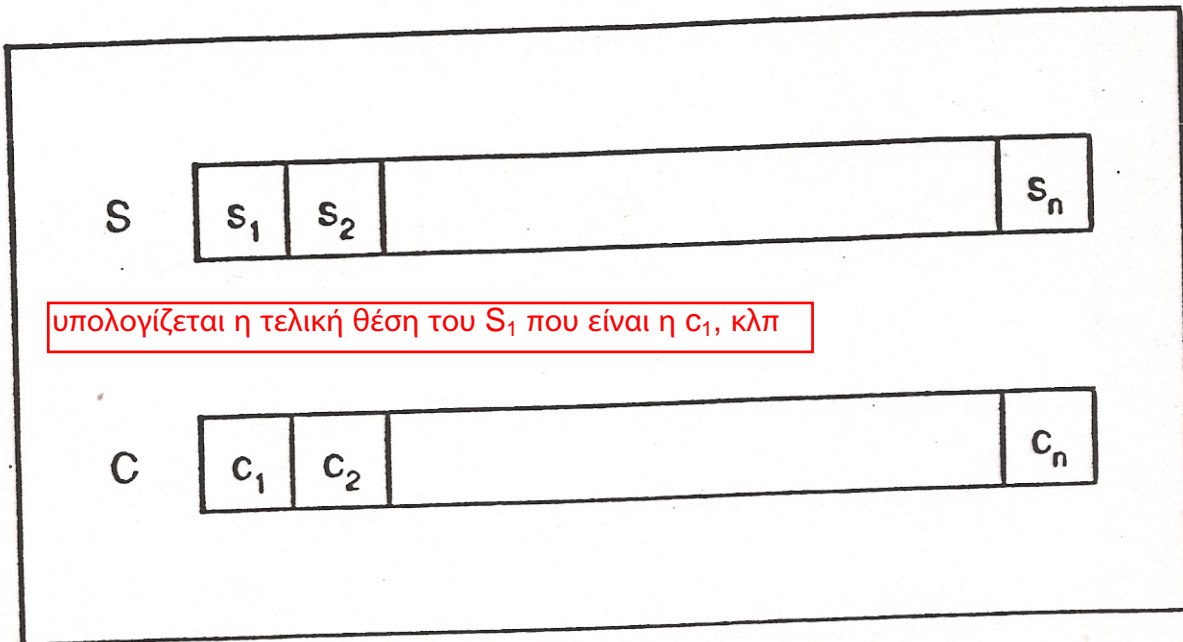 S s₁ s₂ sₙ
υπολογίζεται η τελική θέση του S₁ που είναι η c₁, κλπ
C c₁ c₂ cₙ